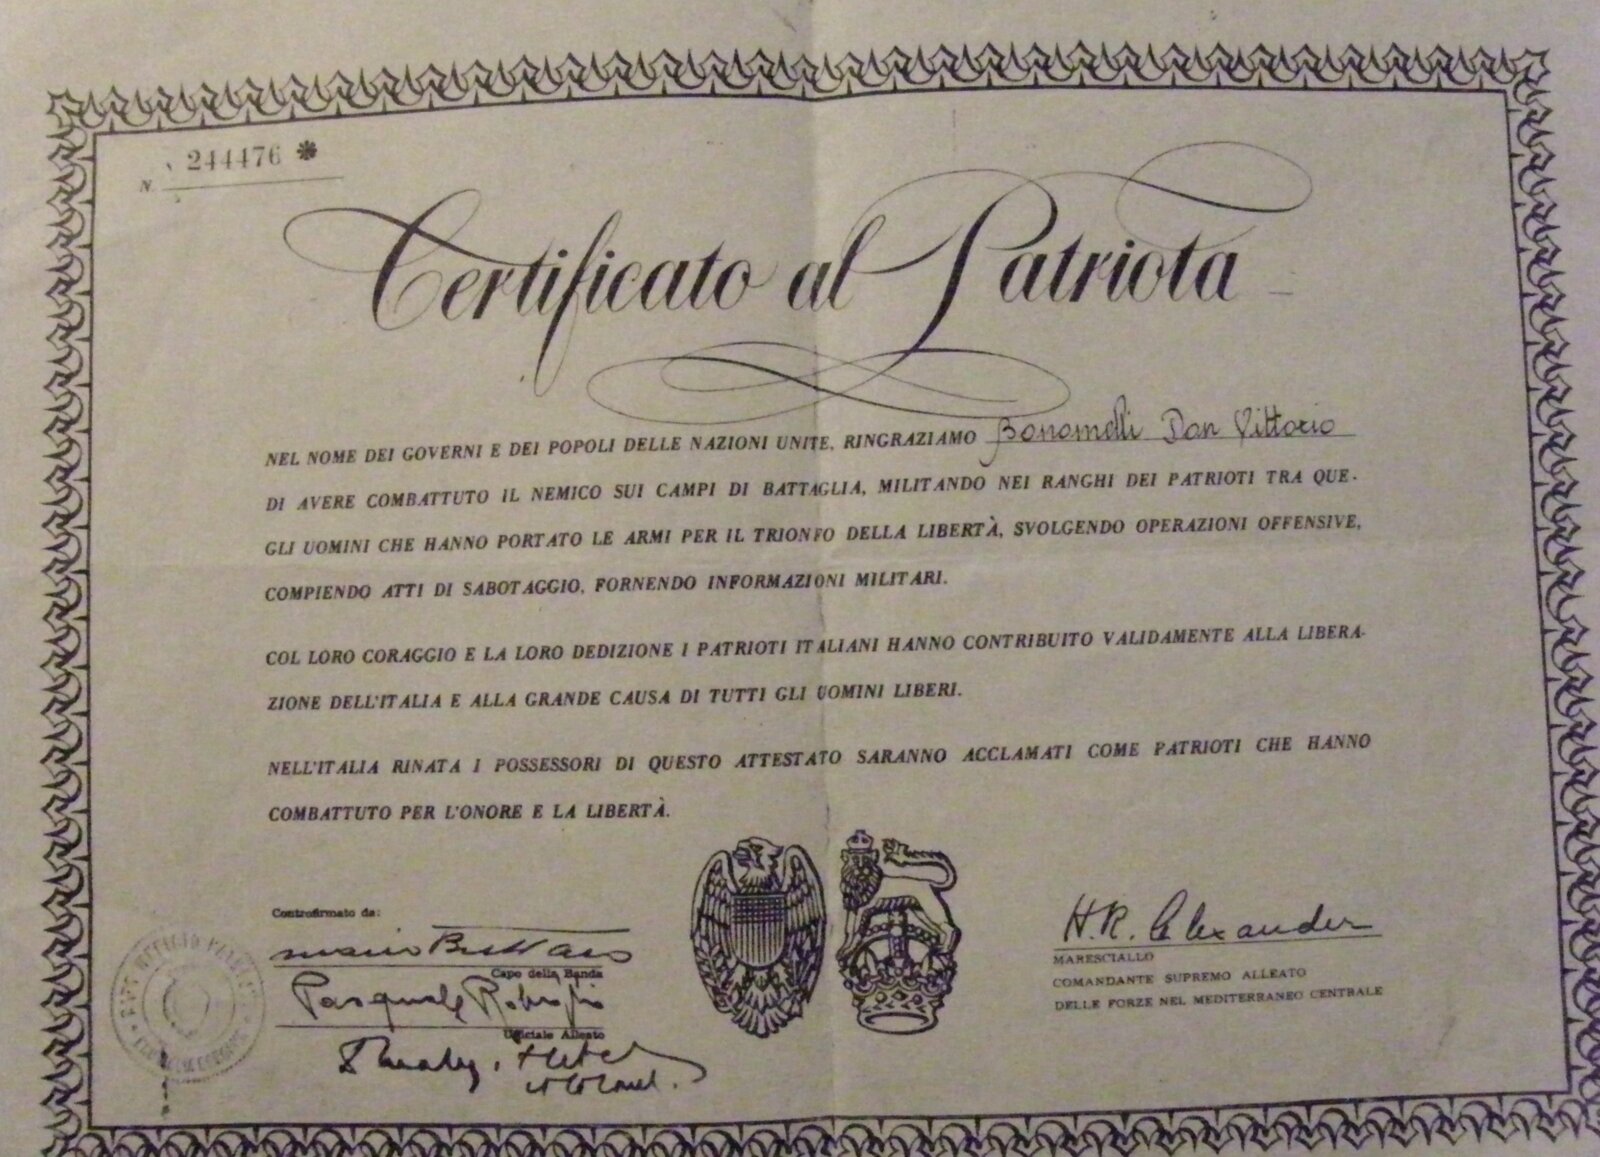 N. 244476 *
Certificato al Patriota
NEL NOME DEI GOVERNI E DEI POPOLI DELLE NAZIONI UNITE, RINGRAZIAMO Bonomelli Don Vittorio
DI AVERE COMBATTUTO IL NEMICO SUI CAMPI DI BATTAGLIA, MILITANDO NEI RANGHI DEI PATRIOTI TRA QUE-
GLI UOMINI CHE HANNO PORTATO LE ARMI PER IL TRIONFO DELLA LIBERTÀ, SVOLGENDO OPERAZIONI OFFENSIVE,
COMPIENDO ATTI DI SABOTAGGIO, FORNENDO INFORMAZIONI MILITARI.
COL LORO CORAGGIO E LA LORO DEDIZIONE I PATRIOTI ITALIANI HANNO CONTRIBUITO VALIDAMENTE ALLA LIBERA-
ZIONE DELL'ITALIA E ALLA GRANDE CAUSA DI TUTTI GLI UOMINI LIBERI.
NELL'ITALIA RINATA I POSSESSORI DI QUESTO ATTESTATO SARANNO ACCLAMATI COME PATRIOTI CHE HANNO
COMBATTUTO PER L'ONORE E LA LIBERTÀ.
Controfirmato da:
Capo della Banda
Pasquale
Ufficiale Alleato
H.R. Alexander
MARESCIALLO
COMANDANTE SUPREMO ALLEATO
DELLE FORZE NEL MEDITERRANEO CENTRALE